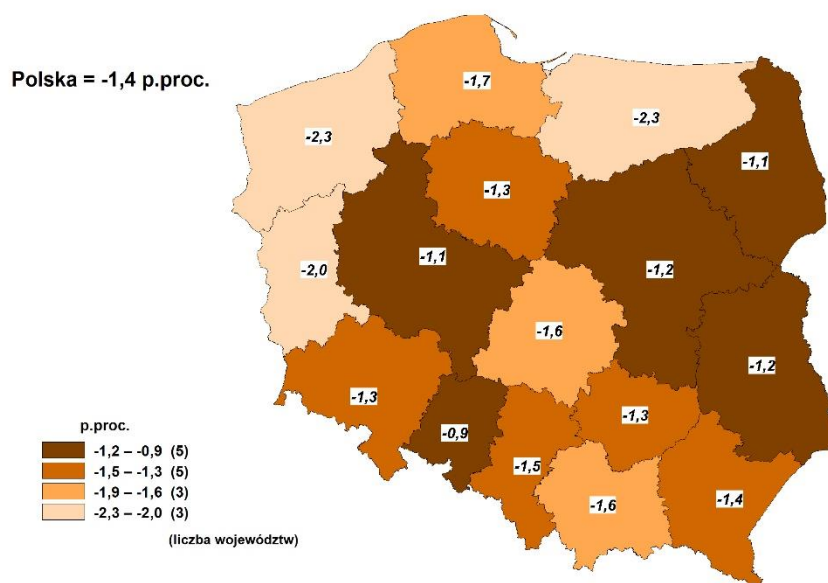 Polska = -1,4 p.proc.
-1,7
-2,3
-2,3
-1,1
-1,3
-1,1
-2,0
-1,2
-1,6
-1,2
-1,3
-1,3
-0,9
-1,5
-1,4
-1,6
p.proc.
-1,2 – -0,9 (5)
-1,5 – -1,3 (5)
-1,9 – -1,6 (3)
-2,3 – -2,0 (3)
(liczba województw)